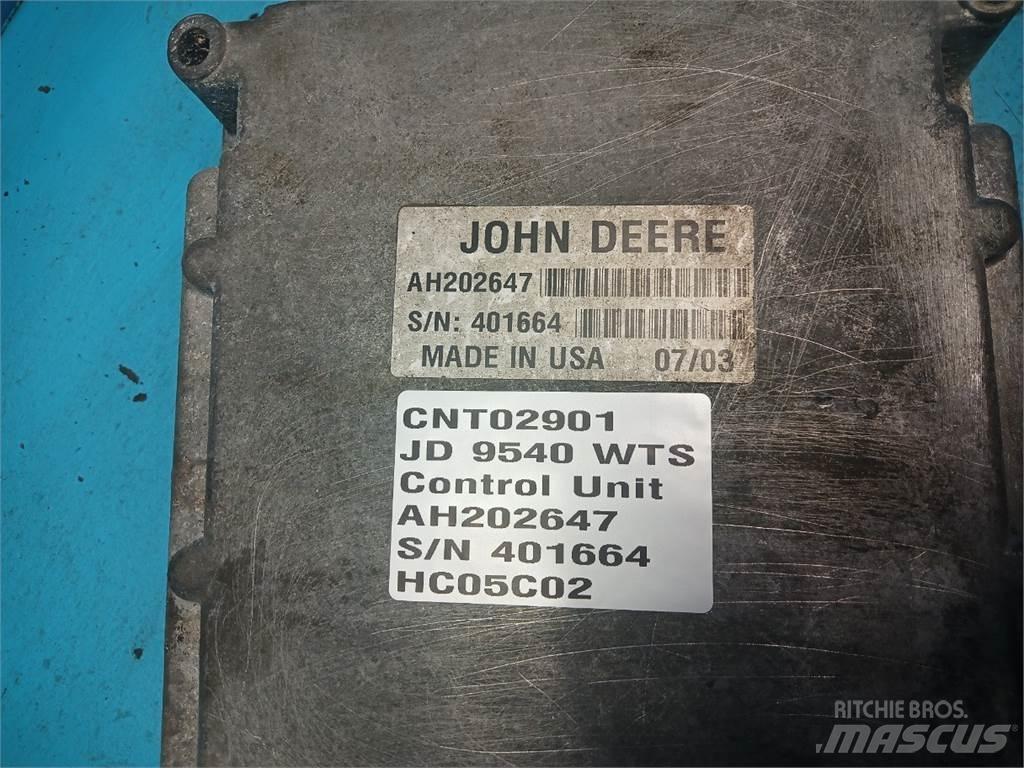 JOHN DEERE
AH202647
S/N: 401664
MADE IN USA 07/03
CNT02901
JD 9540 WTS
Control Unit
AH202647
S/N 401664
HC05C02
RITCHIE BROS.
MASCUS